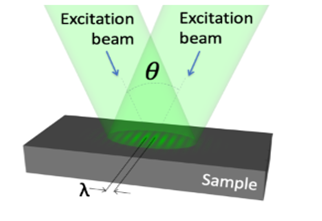 Excitation
beam
Excitation
beam
θ
λ
Sample